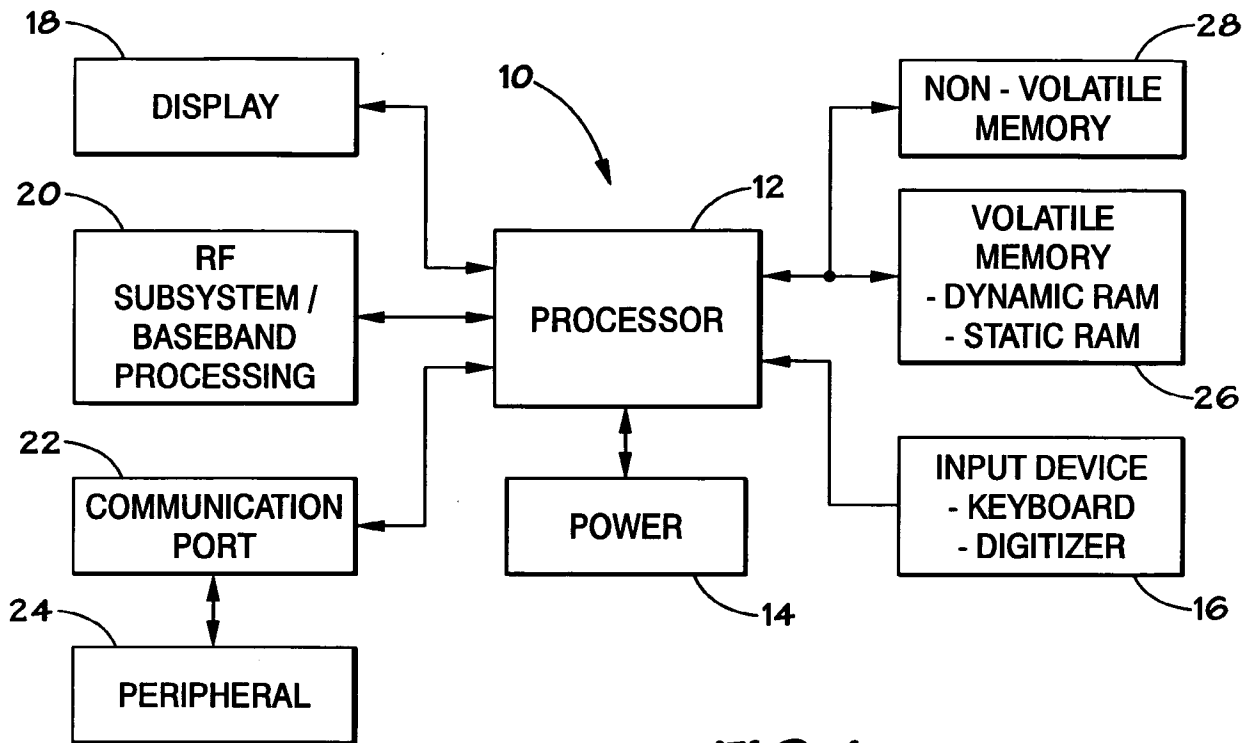 18
DISPLAY
20
RF
SUBSYSTEM /
BASEBAND
PROCESSING
22
COMMUNICATION
PORT
24
PERIPHERAL
10
12
PROCESSOR
POWER
14
28
NON - VOLATILE
MEMORY
VOLATILE
MEMORY
- DYNAMIC RAM
- STATIC RAM
26
INPUT DEVICE
- KEYBOARD
- DIGITIZER
16